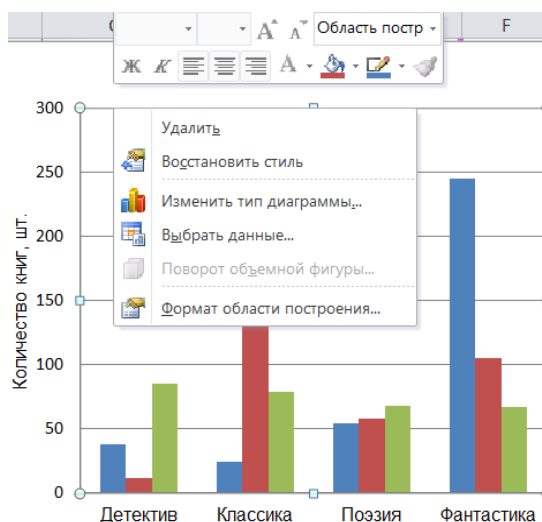 F
Область постр
Ж К
A
300
250
200
150
100
50
0
Количество книг, шт.
Удалить
Восстановить стиль
Изменить тип диаграммы...
Выбрать данные...
Поворот объемной фигуры...
Формат области построения...
Детектив Классика Поэзия Фантастика